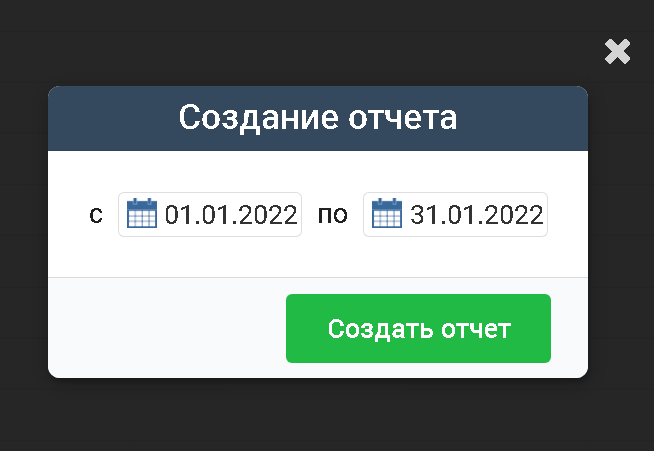 Создание отчета
с 01.01.2022 по 31.01.2022
Создать отчет